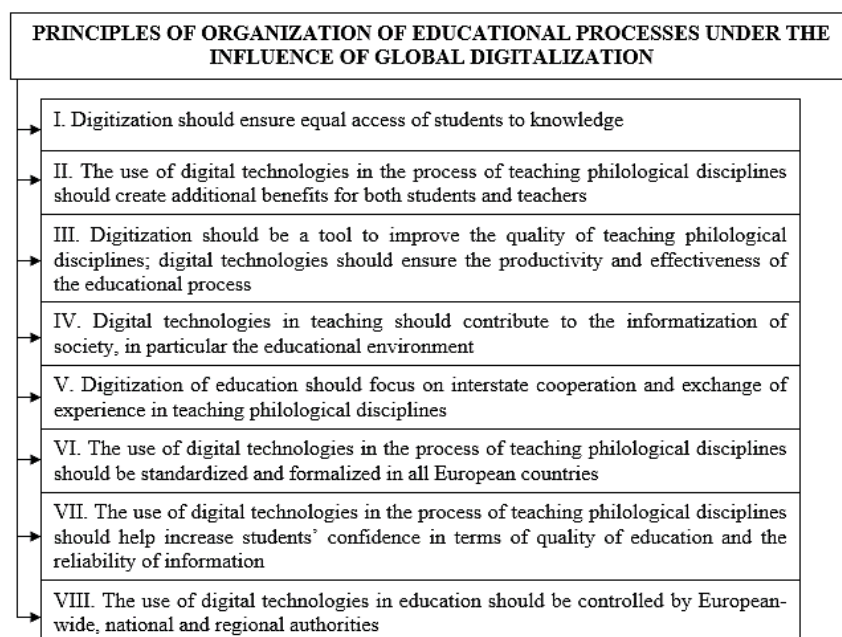 PRINCIPLES OF ORGANIZATION OF EDUCATIONAL PROCESSES UNDER THE
INFLUENCE OF GLOBAL DIGITALIZATION
I. Digitization should ensure equal access of students to knowledge
II. The use of digital technologies in the process of teaching philological disciplines
should create additional benefits for both students and teachers
III. Digitization should be a tool to improve the quality of teaching philological
disciplines; digital technologies should ensure the productivity and effectiveness of
the educational process
IV. Digital technologies in teaching should contribute to the informatization of
society, in particular the educational environment
V. Digitization of education should focus on interstate cooperation and exchange of
experience in teaching philological disciplines
VI. The use of digital technologies in the process of teaching philological disciplines
should be standardized and formalized in all European countries
VII. The use of digital technologies in the process of teaching philological disciplines
should help increase students’ confidence in terms of quality of education and the
reliability of information
VIII. The use of digital technologies in education should be controlled by European-
wide, national and regional authorities